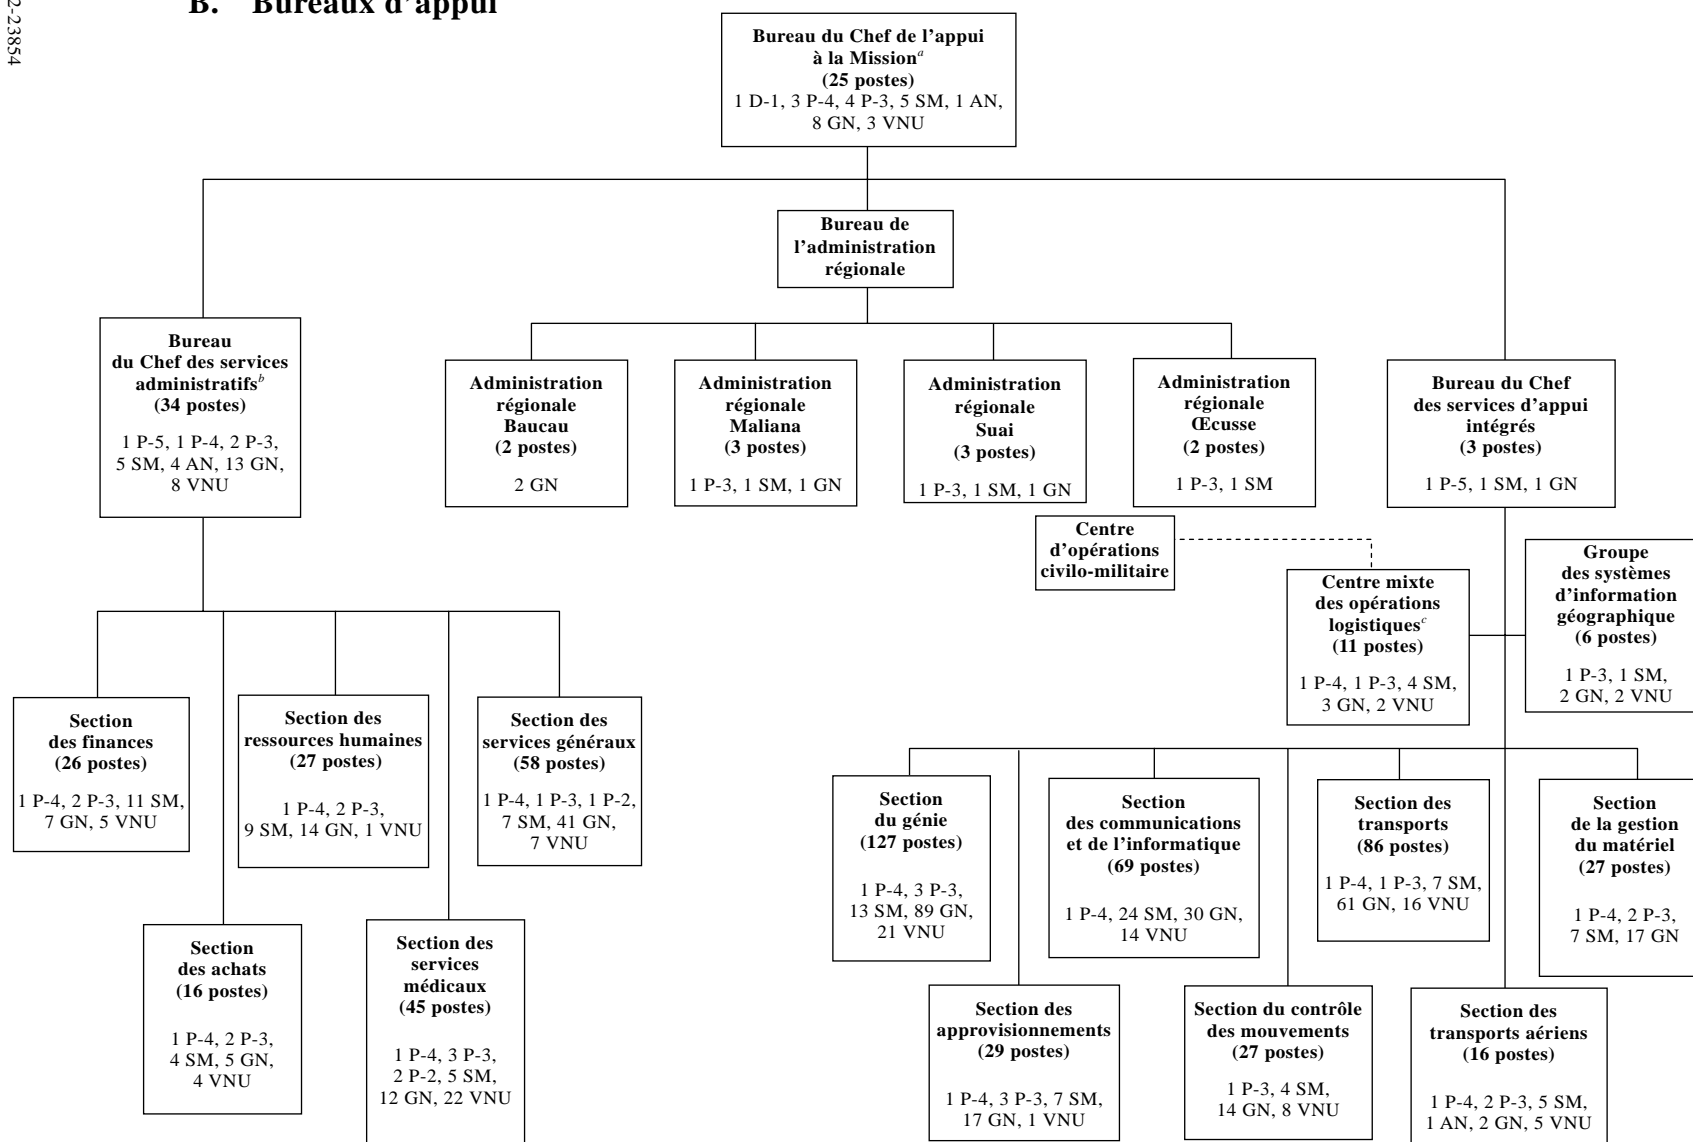 2-23854
B. Bureaux d'appui
Bureau du Chef de l'appui
à la Missionᵃ
(25 postes)
1 D-1, 3 P-4, 4 P-3, 5 SM, 1 AN,
8 GN, 3 VNU
Bureau de
l'administration
régionale
Bureau
du Chef des services
administratifsᵇ
(34 postes)
1 P-5, 1 P-4, 2 P-3,
5 SM, 4 AN, 13 GN,
8 VNU
Administration
régionale
Baucau
(2 postes)
2 GN
Administration
régionale
Maliana
(3 postes)
1 P-3, 1 SM, 1 GN
Administration
régionale
Suai
(3 postes)
1 P-3, 1 SM, 1 GN
Administration
régionale
Œcusse
(2 postes)
1 P-3, 1 SM
Bureau du Chef
des services d'appui
intégrés
(3 postes)
1 P-5, 1 SM, 1 GN
Centre
d'opérations
civilo-militaire
Centre mixte
des opérations
logistiquesᶜ
(11 postes)
1 P-4, 1 P-3, 4 SM,
3 GN, 2 VNU
Groupe
des systèmes
d'information
géographique
(6 postes)
1 P-3, 1 SM,
2 GN, 2 VNU
Section
des finances
(26 postes)
1 P-4, 2 P-3, 11 SM,
7 GN, 5 VNU
Section des
ressources humaines
(27 postes)
1 P-4, 2 P-3,
9 SM, 14 GN, 1 VNU
Section des
services généraux
(58 postes)
1 P-4, 1 P-3, 1 P-2,
7 SM, 41 GN,
7 VNU
Section
des achats
(16 postes)
1 P-4, 2 P-3,
4 SM, 5 GN,
4 VNU
Section des
services
médicaux
(45 postes)
1 P-4, 3 P-3,
2 P-2, 5 SM,
12 GN, 22 VNU
Section
du génie
(127 postes)
1 P-4, 3 P-3,
13 SM, 89 GN,
21 VNU
Section
des communications
et de l'informatique
(69 postes)
1 P-4, 24 SM, 30 GN,
14 VNU
Section des
transports
(86 postes)
1 P-4, 1 P-3, 7 SM,
61 GN, 16 VNU
Section
de la gestion
du matériel
(27 postes)
1 P-4, 2 P-3,
7 SM, 17 GN
Section des
approvisionnements
(29 postes)
1 P-4, 3 P-3, 7 SM,
17 GN, 1 VNU
Section du contrôle
des mouvements
(27 postes)
1 P-3, 4 SM,
14 GN, 8 VNU
Section des
transports aériens
(16 postes)
1 P-4, 2 P-3, 5 SM,
1 AN, 2 GN, 5 VNU